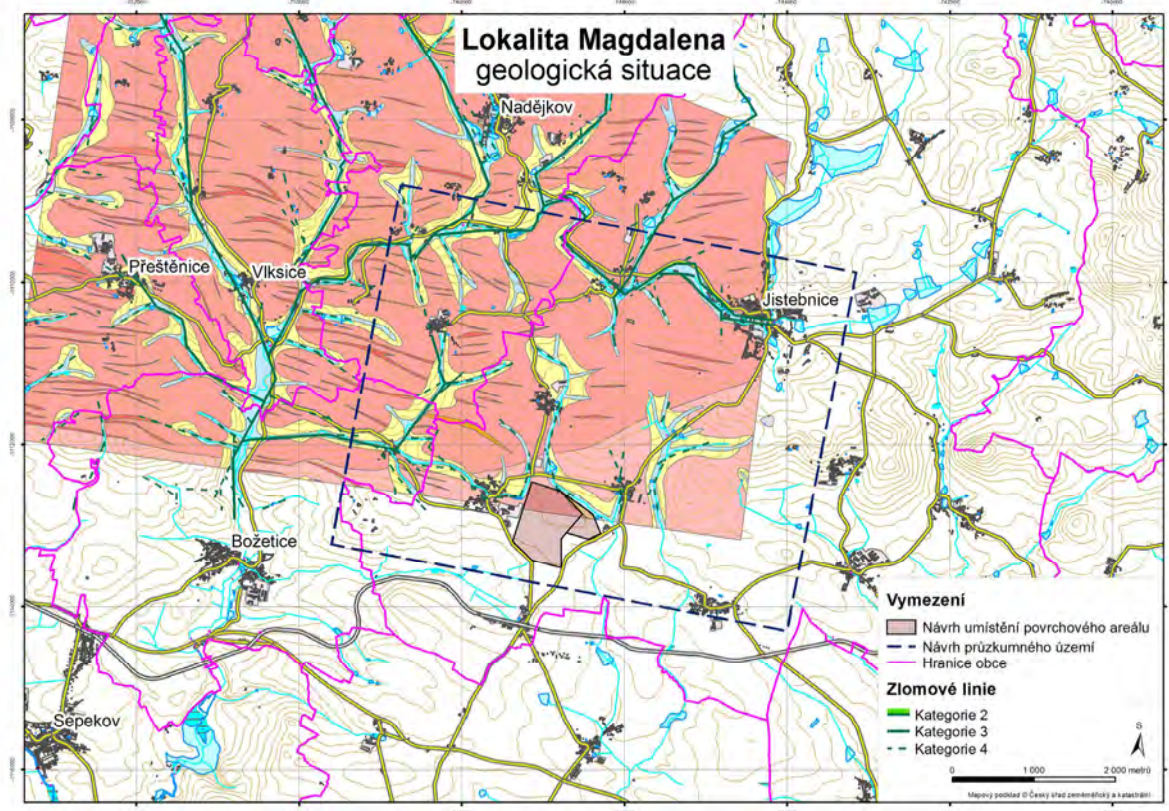 Lokalita Magdalena
geologická situace
Nadějkov
Přeštěnice
Vlksice
Jistebnice
Božetice
Sepekov
Vymezení
Návrh umístění povrchového areálu
Návrh průzkumného území
Hranice obce
Zlomové linie
Kategorie 2
Kategorie 3
Kategorie 4
S
0 1 000 2 000 metrů
Mapový podklad © Český úřad zeměměřický a katastrální